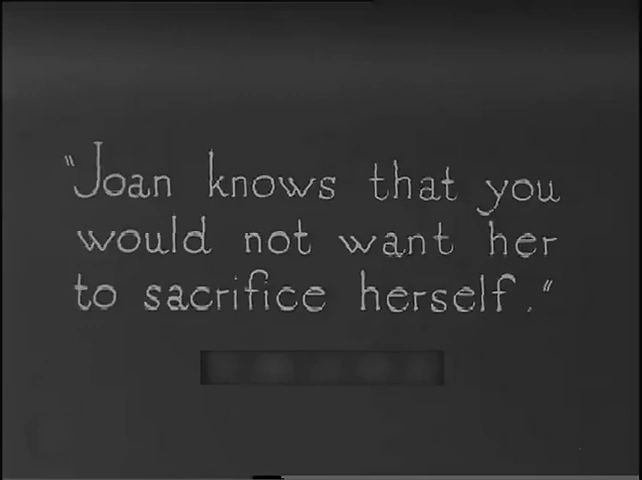 "Joan knows that you
would not want her
to sacrifice herself."